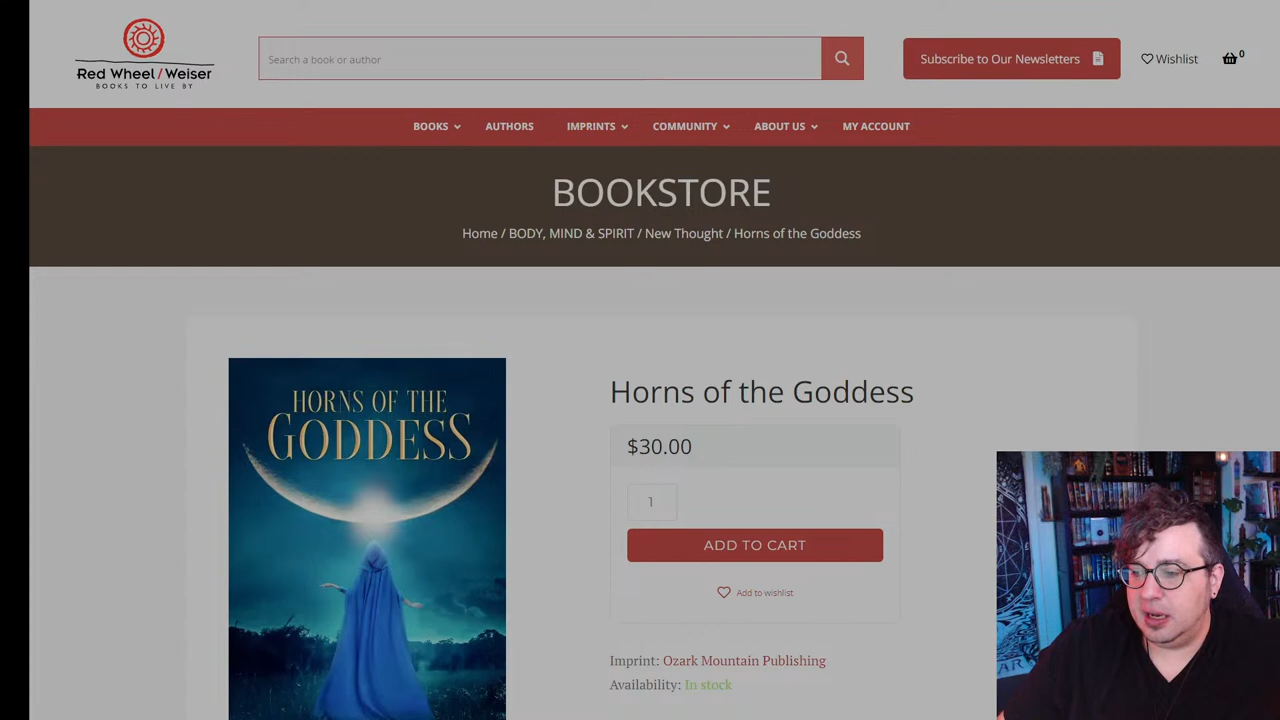 Red Wheel/Weiser
BOOKS TO LIVE BY
Search a book or author
Subscribe to Our Newsletters
Wishlist
0
BOOKS
AUTHORS
IMPRINTS
COMMUNITY
ABOUT US
MY ACCOUNT
BOOKSTORE
Home / BODY, MIND & SPIRIT / New Thought / Horns of the Goddess
HORNS OF THE
GODDESS
Horns of the Goddess
$30.00
1
ADD TO CART
Add to wishlist
Imprint: Ozark Mountain Publishing
Availability: In stock